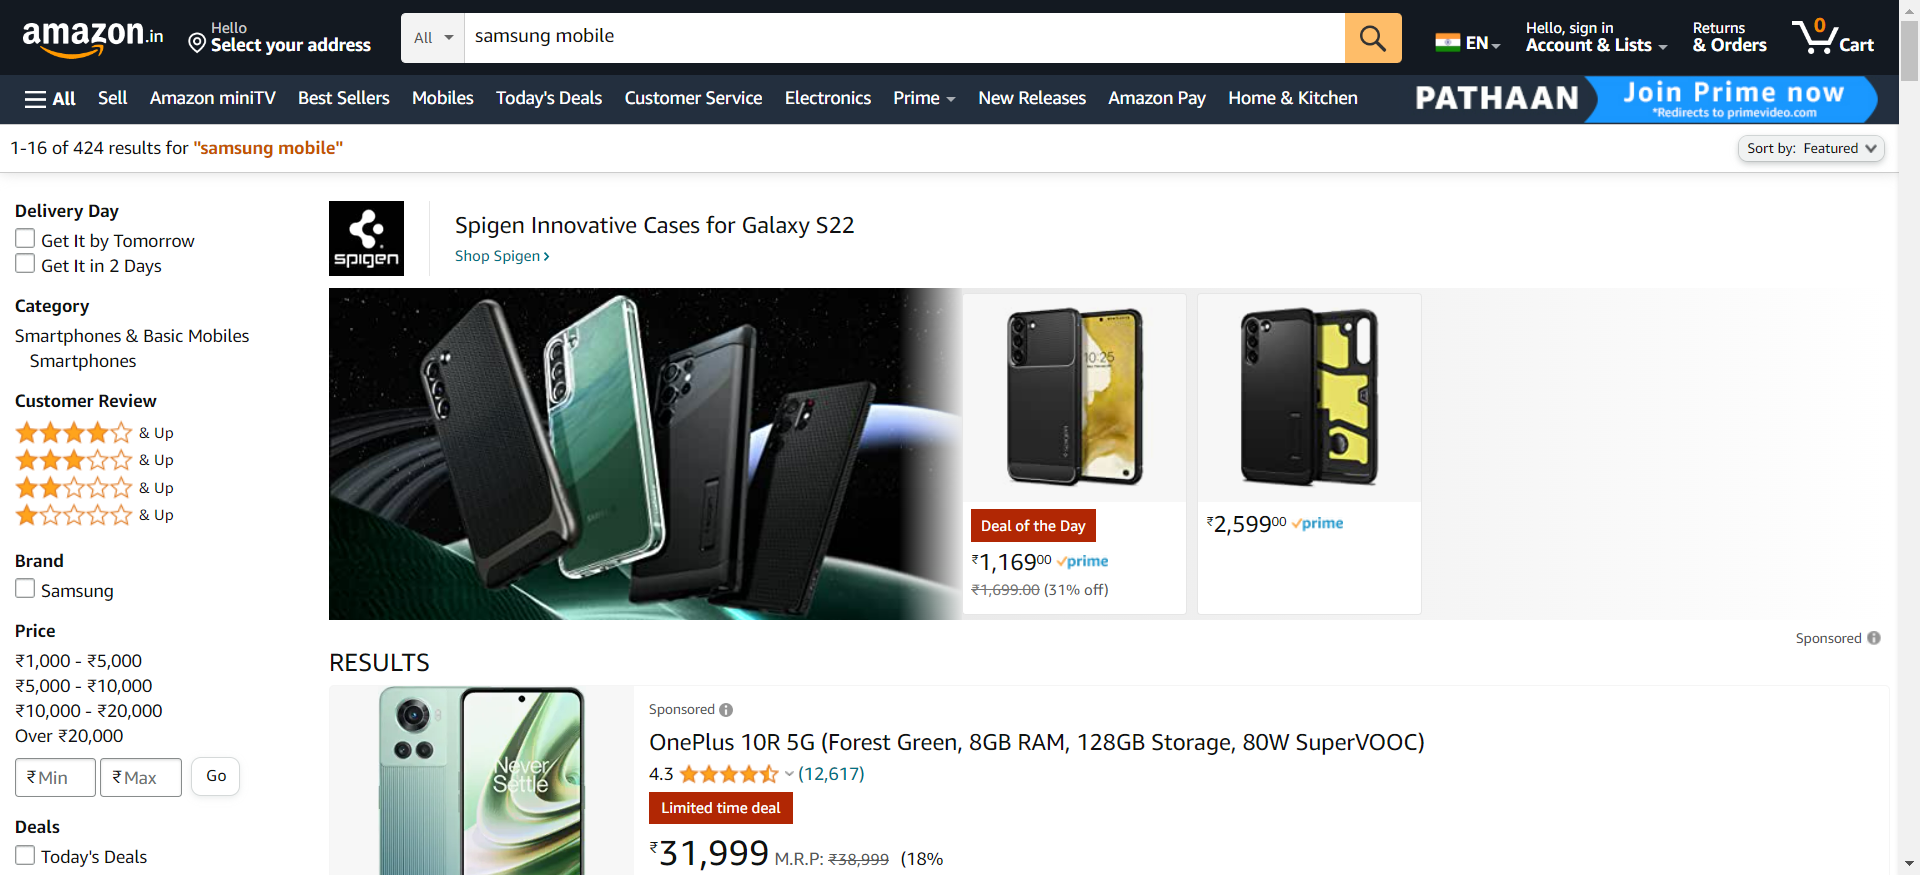 amazon.in
Hello
Select your address
All
samsung mobile
EN
Hello, sign in
Account & Lists
Returns
& Orders
0
Cart
All
Sell
Amazon miniTV
Best Sellers
Mobiles
Today's Deals
Customer Service
Electronics
Prime
New Releases
Amazon Pay
Home & Kitchen
PATHAAN
Join Prime now
*Redirects to primevideo.com
1-16 of 424 results for "samsung mobile"
Sort by: Featured
Delivery Day
Get It by Tomorrow
Get It in 2 Days
Category
Smartphones & Basic Mobiles
Smartphones
Customer Review
& Up
& Up
& Up
& Up
Brand
Samsung
Price
₹1,000 - ₹5,000
₹5,000 - ₹10,000
₹10,000 - ₹20,000
Over ₹20,000
₹ Min
₹ Max
Go
Deals
Today's Deals
spigen
Spigen Innovative Cases for Galaxy S22
Shop Spigen ›
10:25
spigen
Deal of the Day
₹1,16900 prime
₹1,699.00 (31% off)
₹2,59900 prime
Sponsored
RESULTS
Never
Settle
Sponsored
OnePlus 10R 5G (Forest Green, 8GB RAM, 128GB Storage, 80W SuperVOOC)
4.3 (12,617)
Limited time deal
₹31,999 M.R.P: ₹38,999 (18%